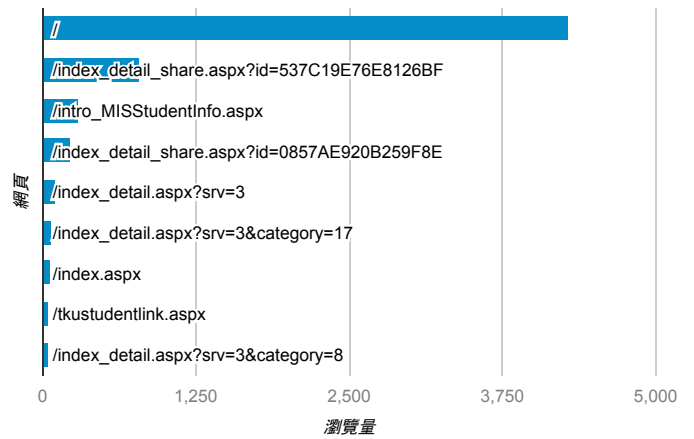 /
/index_detail_share.aspx?id=537C19E76E8126BF
/intro_MISStudentInfo.aspx
/index_detail_share.aspx?id=0857AE920B259F8E
網頁
/index_detail.aspx?srv=3
/index_detail.aspx?srv=3&category=17
/index.aspx
/tkustudentlink.aspx
/index_detail.aspx?srv=3&category=8
0 1,250 2,500 3,750 5,000
瀏覽量